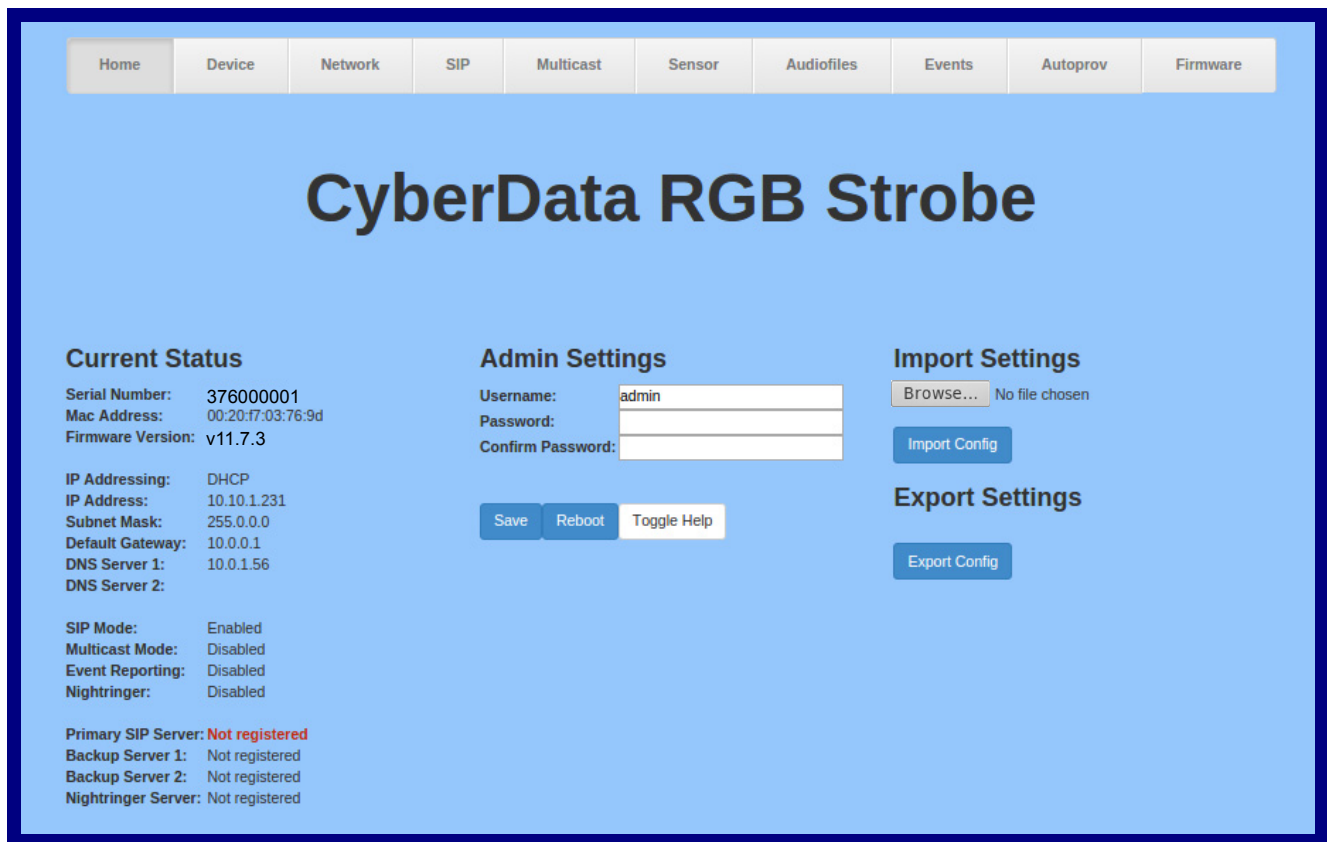 Home Device Network SIP Multicast Sensor Audiofiles Events Autoprov Firmware
CyberData RGB Strobe
Current Status
Serial Number: 376000001
Mac Address: 00:20:f7:03:76:9d
Firmware Version: v11.7.3
IP Addressing: DHCP
IP Address: 10.10.1.231
Subnet Mask: 255.0.0.0
Default Gateway: 10.0.0.1
DNS Server 1: 10.0.1.56
DNS Server 2:
SIP Mode: Enabled
Multicast Mode: Disabled
Event Reporting: Disabled
Nightringer: Disabled
Primary SIP Server: Not registered
Backup Server 1: Not registered
Backup Server 2: Not registered
Nightringer Server: Not registered
Admin Settings
Username: admin
Password:
Confirm Password:
Save Reboot Toggle Help
Import Settings
Browse... No file chosen
Import Config
Export Settings
Export Config